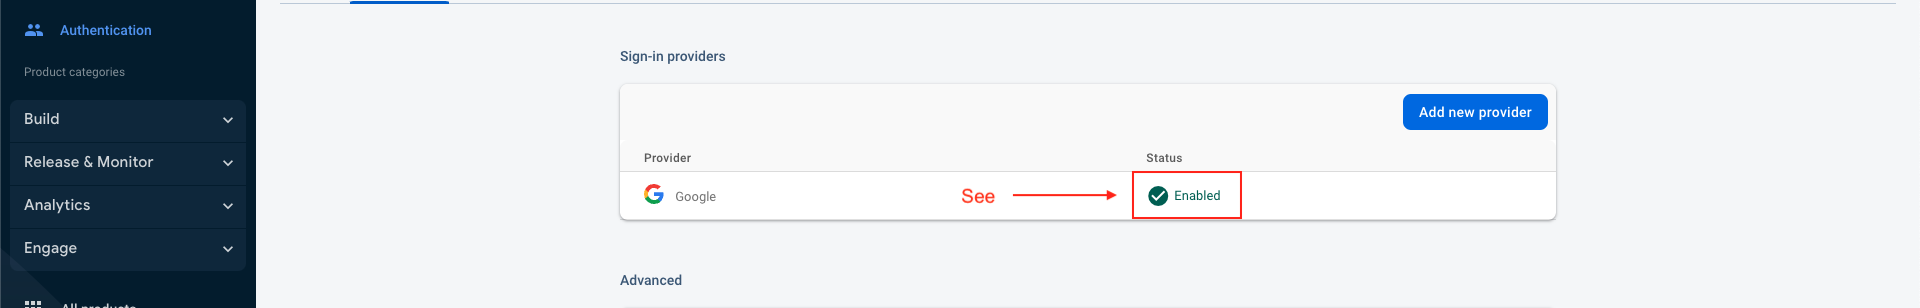 Authentication
Product categories
Build
Release & Monitor
Analytics
Engage
All products
Sign-in providers
Add new provider
Provider Status
Google See Enabled
Advanced